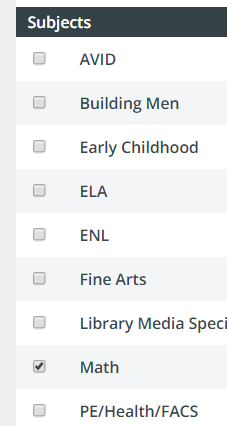 Subjects
AVID
Building Men
Early Childhood
ELA
ENL
Fine Arts
Library Media Speci
Math
PE/Health/FACS